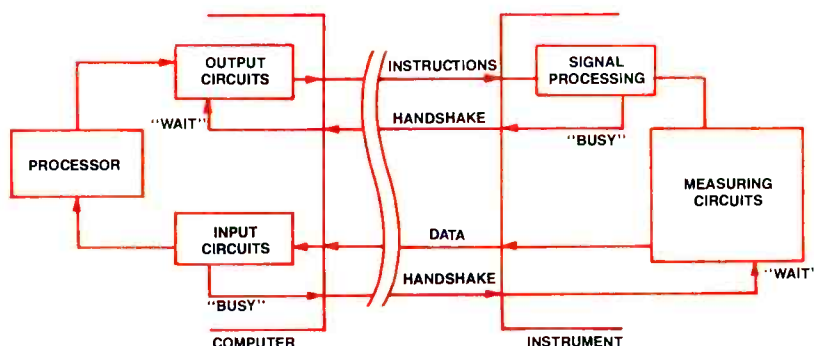 OUTPUT
CIRCUITS
INSTRUCTIONS
SIGNAL
PROCESSING
"WAIT"
HANDSHAKE
"BUSY"
PROCESSOR
MEASURING
CIRCUITS
INPUT
CIRCUITS
DATA
"BUSY"
HANDSHAKE
"WAIT'
COMPUTER
INSTRUMENT